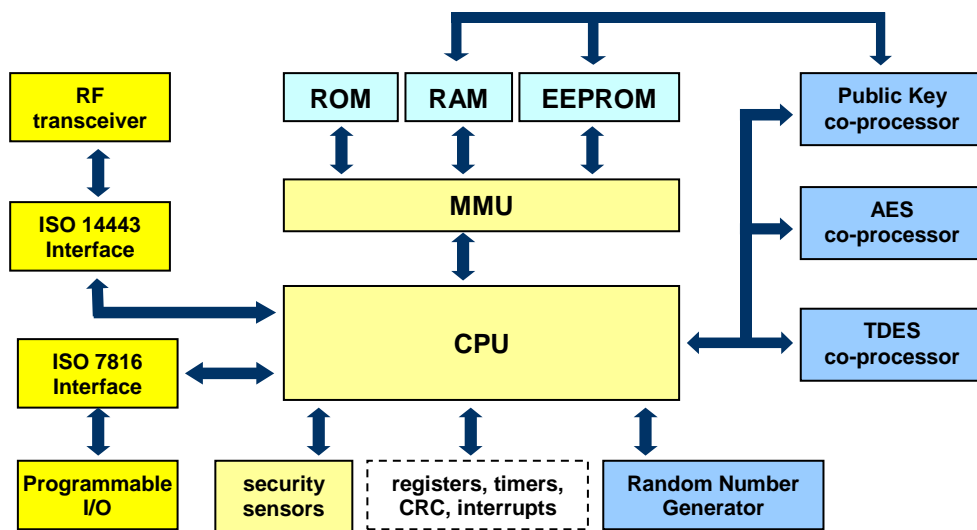 RF
transceiver
ROM
RAM
EEPROM
Public Key
co-processor
ISO 14443
Interface
MMU
AES
co-processor
CPU
ISO 7816
Interface
TDES
co-processor
Programmable
I/O
security
sensors
registers, timers,
CRC, interrupts
Random Number
Generator